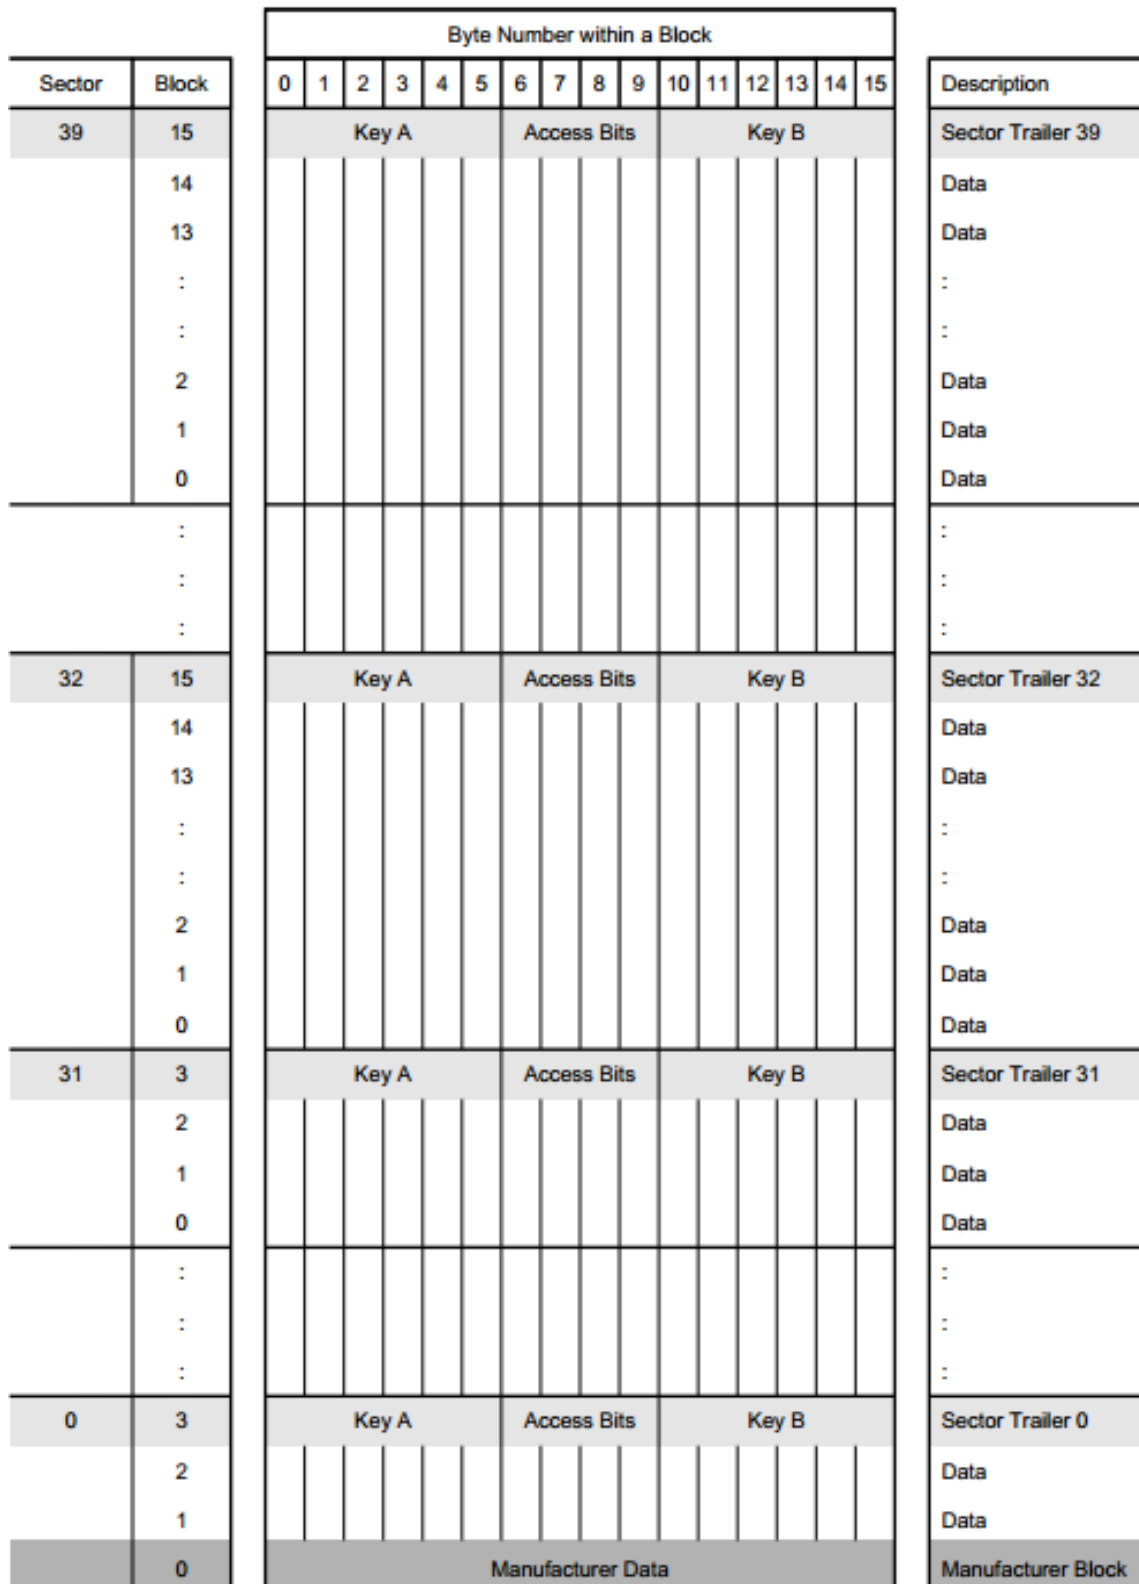 Byte Number within a Block
Sector Block 0 1 2 3 4 5 6 7 8 9 10 11 12 13 14 15 Description
39 15 Key A Access Bits Key B Sector Trailer 39
14 Data
13 Data
: :
: :
2 Data
1 Data
0 Data
: :
: :
: :
32 15 Key A Access Bits Key B Sector Trailer 32
14 Data
13 Data
: :
: :
2 Data
1 Data
0 Data
31 3 Key A Access Bits Key B Sector Trailer 31
2 Data
1 Data
0 Data
: :
: :
: :
0 3 Key A Access Bits Key B Sector Trailer 0
2 Data
1 Data
0 Manufacturer Data Manufacturer Block